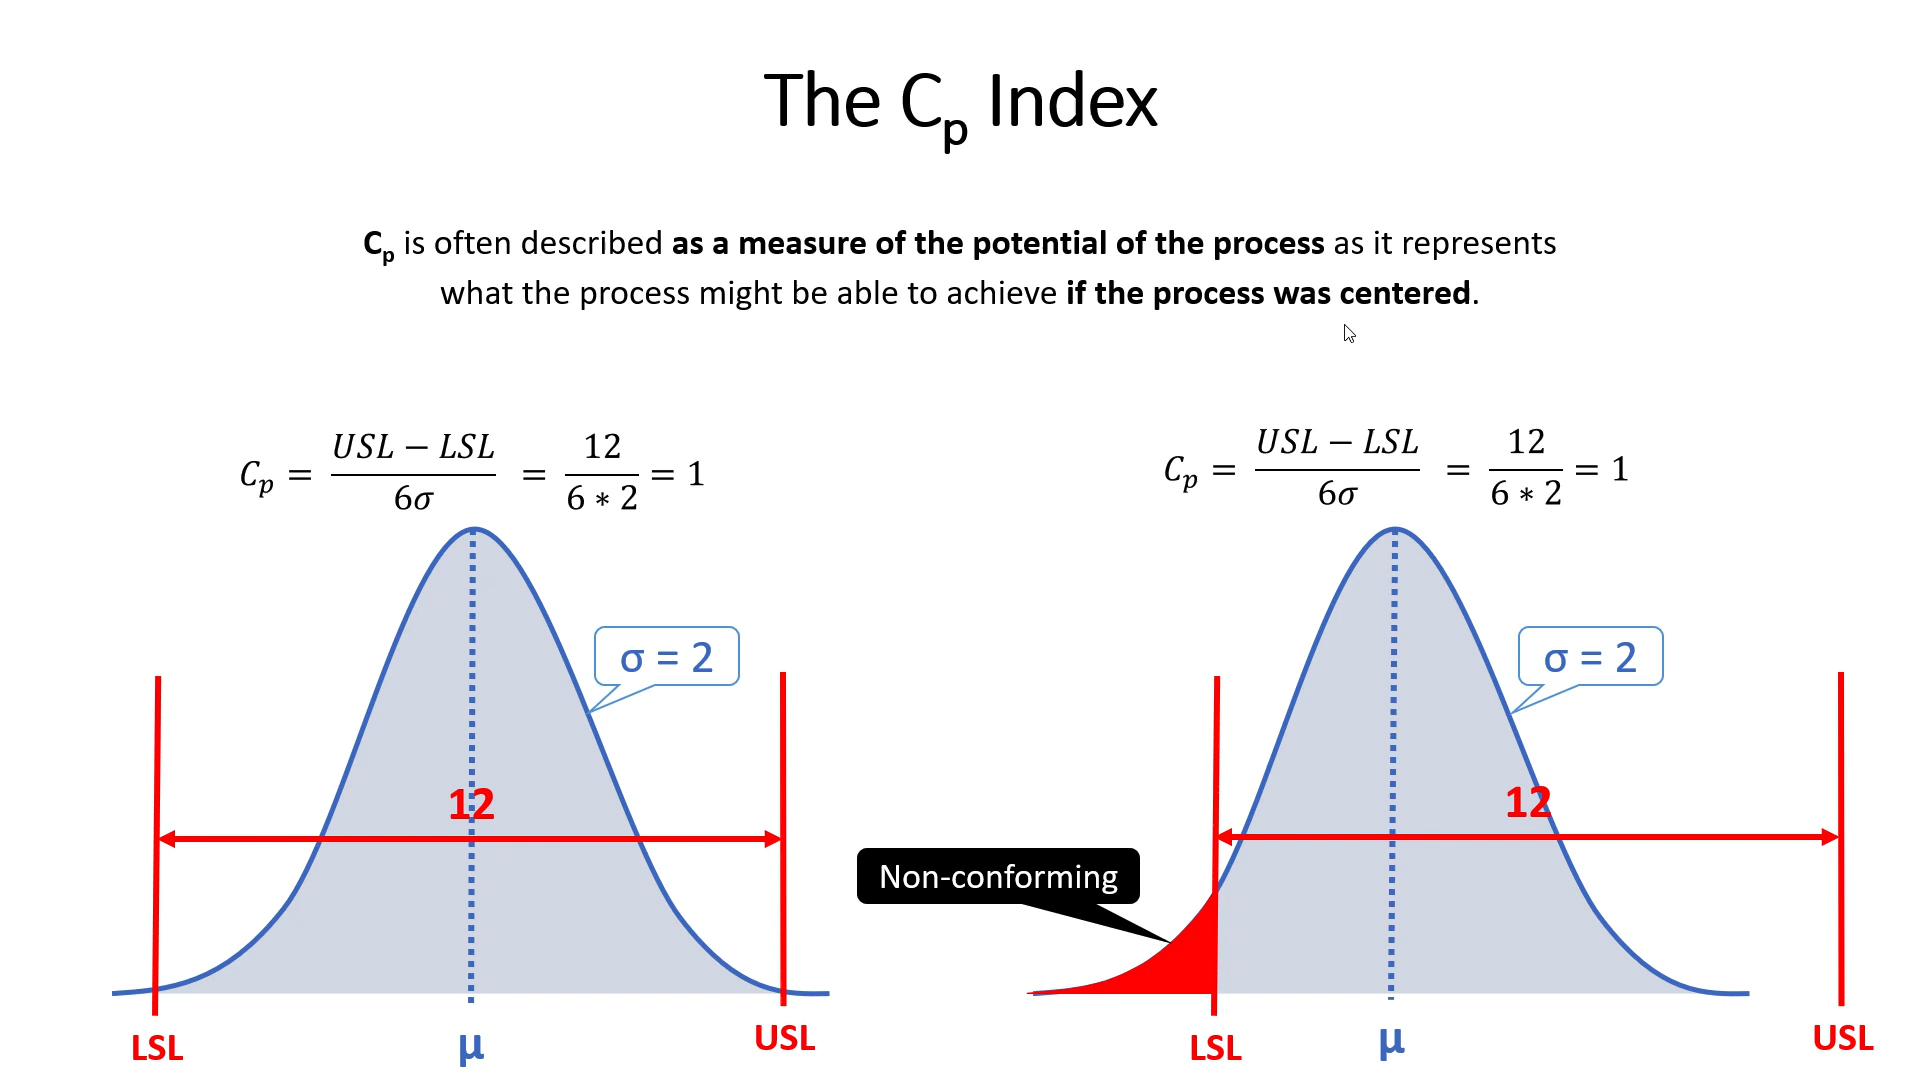 The Cp Index
Cp is often described as a measure of the potential of the process as it represents
what the process might be able to achieve if the process was centered.
𝐶𝑝 = (𝑈𝑆𝐿 − 𝐿𝑆𝐿)/6𝜎 = 12/(6 ∗ 2) = 1
σ = 2
12
LSL
μ
USL
𝐶𝑝 = (𝑈𝑆𝐿 − 𝐿𝑆𝐿)/6𝜎 = 12/(6 ∗ 2) = 1
σ = 2
12
Non-conforming
LSL
μ
USL